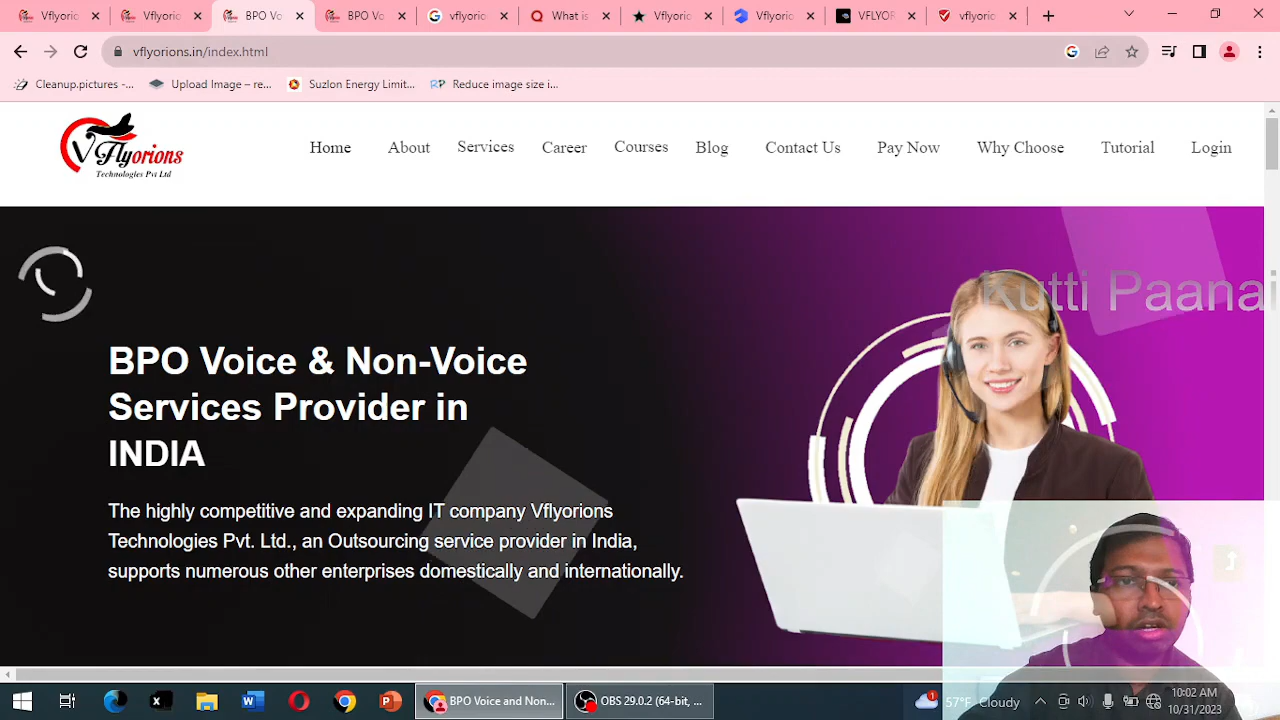 Vflyoric
Vflyoric
BPO Vo
BPO Vo
vflyoric
What is
Vflyoric
Vflyoric
VFLYOR
vflyoric
vflyorions.in/index.html
Cleanup.pictures -...
Upload Image – re...
Suzlon Energy Limit...
Reduce image size i...
VFlyorions
Technologies Pvt Ltd
Home
About
Services
Career
Courses
Blog
Contact Us
Pay Now
Why Choose
Tutorial
Login
Kutti Paanai
BPO Voice & Non-Voice
Services Provider in
INDIA
The highly competitive and expanding IT company Vflyorions
Technologies Pvt. Ltd., an Outsourcing service provider in India,
supports numerous other enterprises domestically and internationally.
BPO Voice and Non...
OBS 29.0.2 (64-bit, ...
1
57°F Cloudy
10:02 AM
10/31/2023